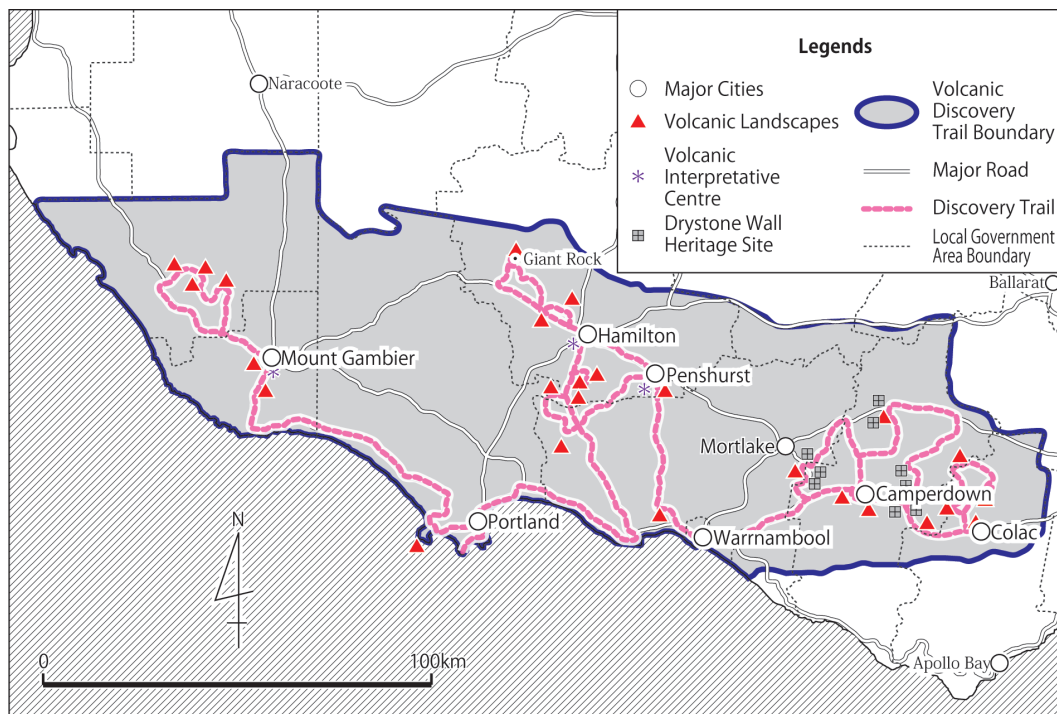 Legends
Major Cities
Volcanic Landscapes
Volcanic
Interpretative
Centre
Drystone Wall
Heritage Site
Volcanic
Discovery
Trail Boundary
Major Road
Discovery Trail
Local Government
Area Boundary
Naracoote
Giant Rock
Ballarat
Hamilton
Mount Gambier
Penshurst
Mortlake
Camperdown
Portland
Warrnambool
Colac
N
Apollo Bay
0
100km